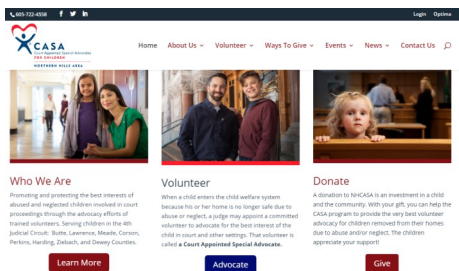 605-722-4558
Login Optima
CASA
Court Appointed Special Advocates
FOR CHILDREN
NORTHERN HILLS AREA
Home About Us Volunteer Ways To Give Events News Contact Us
Who We Are
Promoting and protecting the best interests of
abused and neglected children involved in court
proceedings through the advocacy efforts of
trained volunteers. Serving children in the 4th
Judicial Circuit: Butte, Lawrence, Meade, Corson,
Perkins, Harding, Ziebach, and Dewey Counties.
Learn More
Volunteer
When a child enters the child welfare system
because his or her home is no longer safe due to
abuse or neglect, a judge may appoint a committed
volunteer to advocate for the best interest of the
child in court and other settings. That volunteer is
called a Court Appointed Special Advocate.
Advocate
Donate
A donation to NHCASA is an investment in a child
and the community. With your gift, you can help the
CASA program to provide the very best volunteer
advocacy for children removed from their homes
due to abuse and/or neglect. The children
appreciate your support!
Give